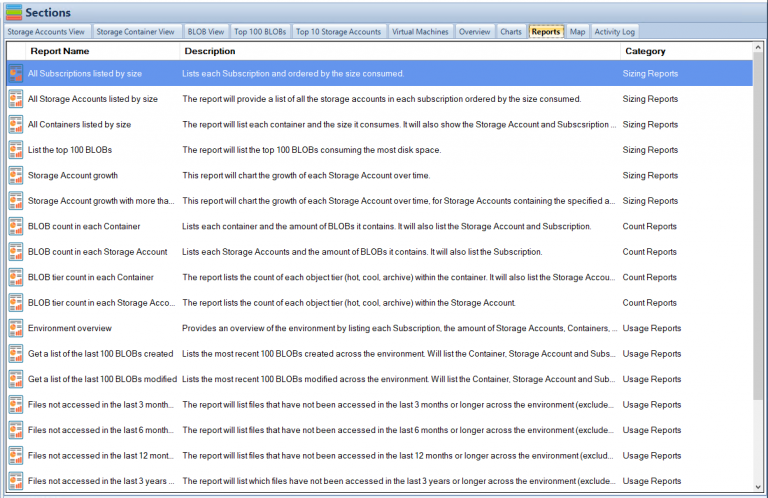 Sections
Storage Accounts View Storage Container View BLOB View Top 100 BLOBs Top 10 Storage Accounts Virtual Machines Overview Charts Reports Map Activity Log
Report Name Description Category
All Subscriptions listed by size Lists each Subscription and ordered by the size consumed. Sizing Reports
All Storage Accounts listed by size The report will provide a list of all the storage accounts in each subscription ordered by the size consumed. Sizing Reports
All Containers listed by size The report will list each container and the size it consumes. It will also show the Storage Account and Subscsription ... Sizing Reports
List the top 100 BLOBs The report will list the top 100 BLOBs consuming the most disk space. Sizing Reports
Storage Account growth This report will chart the growth of each Storage Account over time. Sizing Reports
Storage Account growth with more tha... This report will chart the growth of each Storage Account over time, for Storage Accounts containing the specified a... Sizing Reports
BLOB count in each Container Lists each container and the amount of BLOBs it contains. It will also list the Storage Account and Subscription. Count Reports
BLOB count in each Storage Account Lists each Storage Accounts and the amount of BLOBs it contains. It will also list the Subscription. Count Reports
BLOB tier count in each Container The report lists the count of each object tier (hot, cool, archive) within the container. It will also list the Storage Accou... Count Reports
BLOB tier count in each Storage Acco... The report lists the count of each object tier (hot, cool, archive) within the Storage Account. Count Reports
Environment overview Provides an overview of the environment by listing each Subscription, the amount of Storage Accounts, Containers, ... Usage Reports
Get a list of the last 100 BLOBs created Lists the most recent 100 BLOBs created across the environment. Will list the Container, Storage Account and Subs... Usage Reports
Get a list of the last 100 BLOBs modified Lists the most recent 100 BLOBs modified across the environment. Will list the Container, Storage Account and Sub... Usage Reports
Files not accessed in the last 3 month... The report will list files that have not been accessed in the last 3 months or longer across the environment (exclude... Usage Reports
Files not accessed in the last 6 month... The report will list files that have not been accessed in the last 6 months or longer across the environment (exclude... Usage Reports
Files not accessed in the last 12 mont... The report will list files that have not been accessed in the last 12 months or longer across the environment (exclud... Usage Reports
Files not accessed in the last 3 years ... The report will list which files have not been accessed in the last 3 years or longer across the environment (exclude... Usage Reports